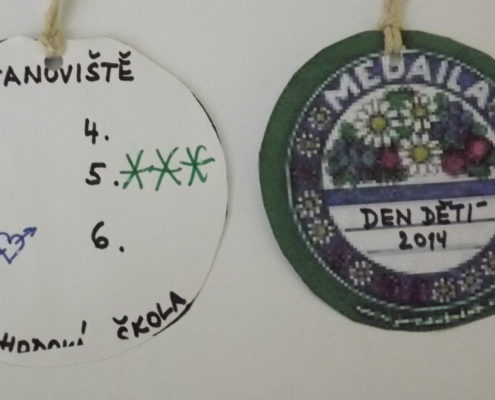 TANOVIŠTĚ
4.
5.
6.
ŠKOLA
MEDAILA
DEN DĚTÍ
2014